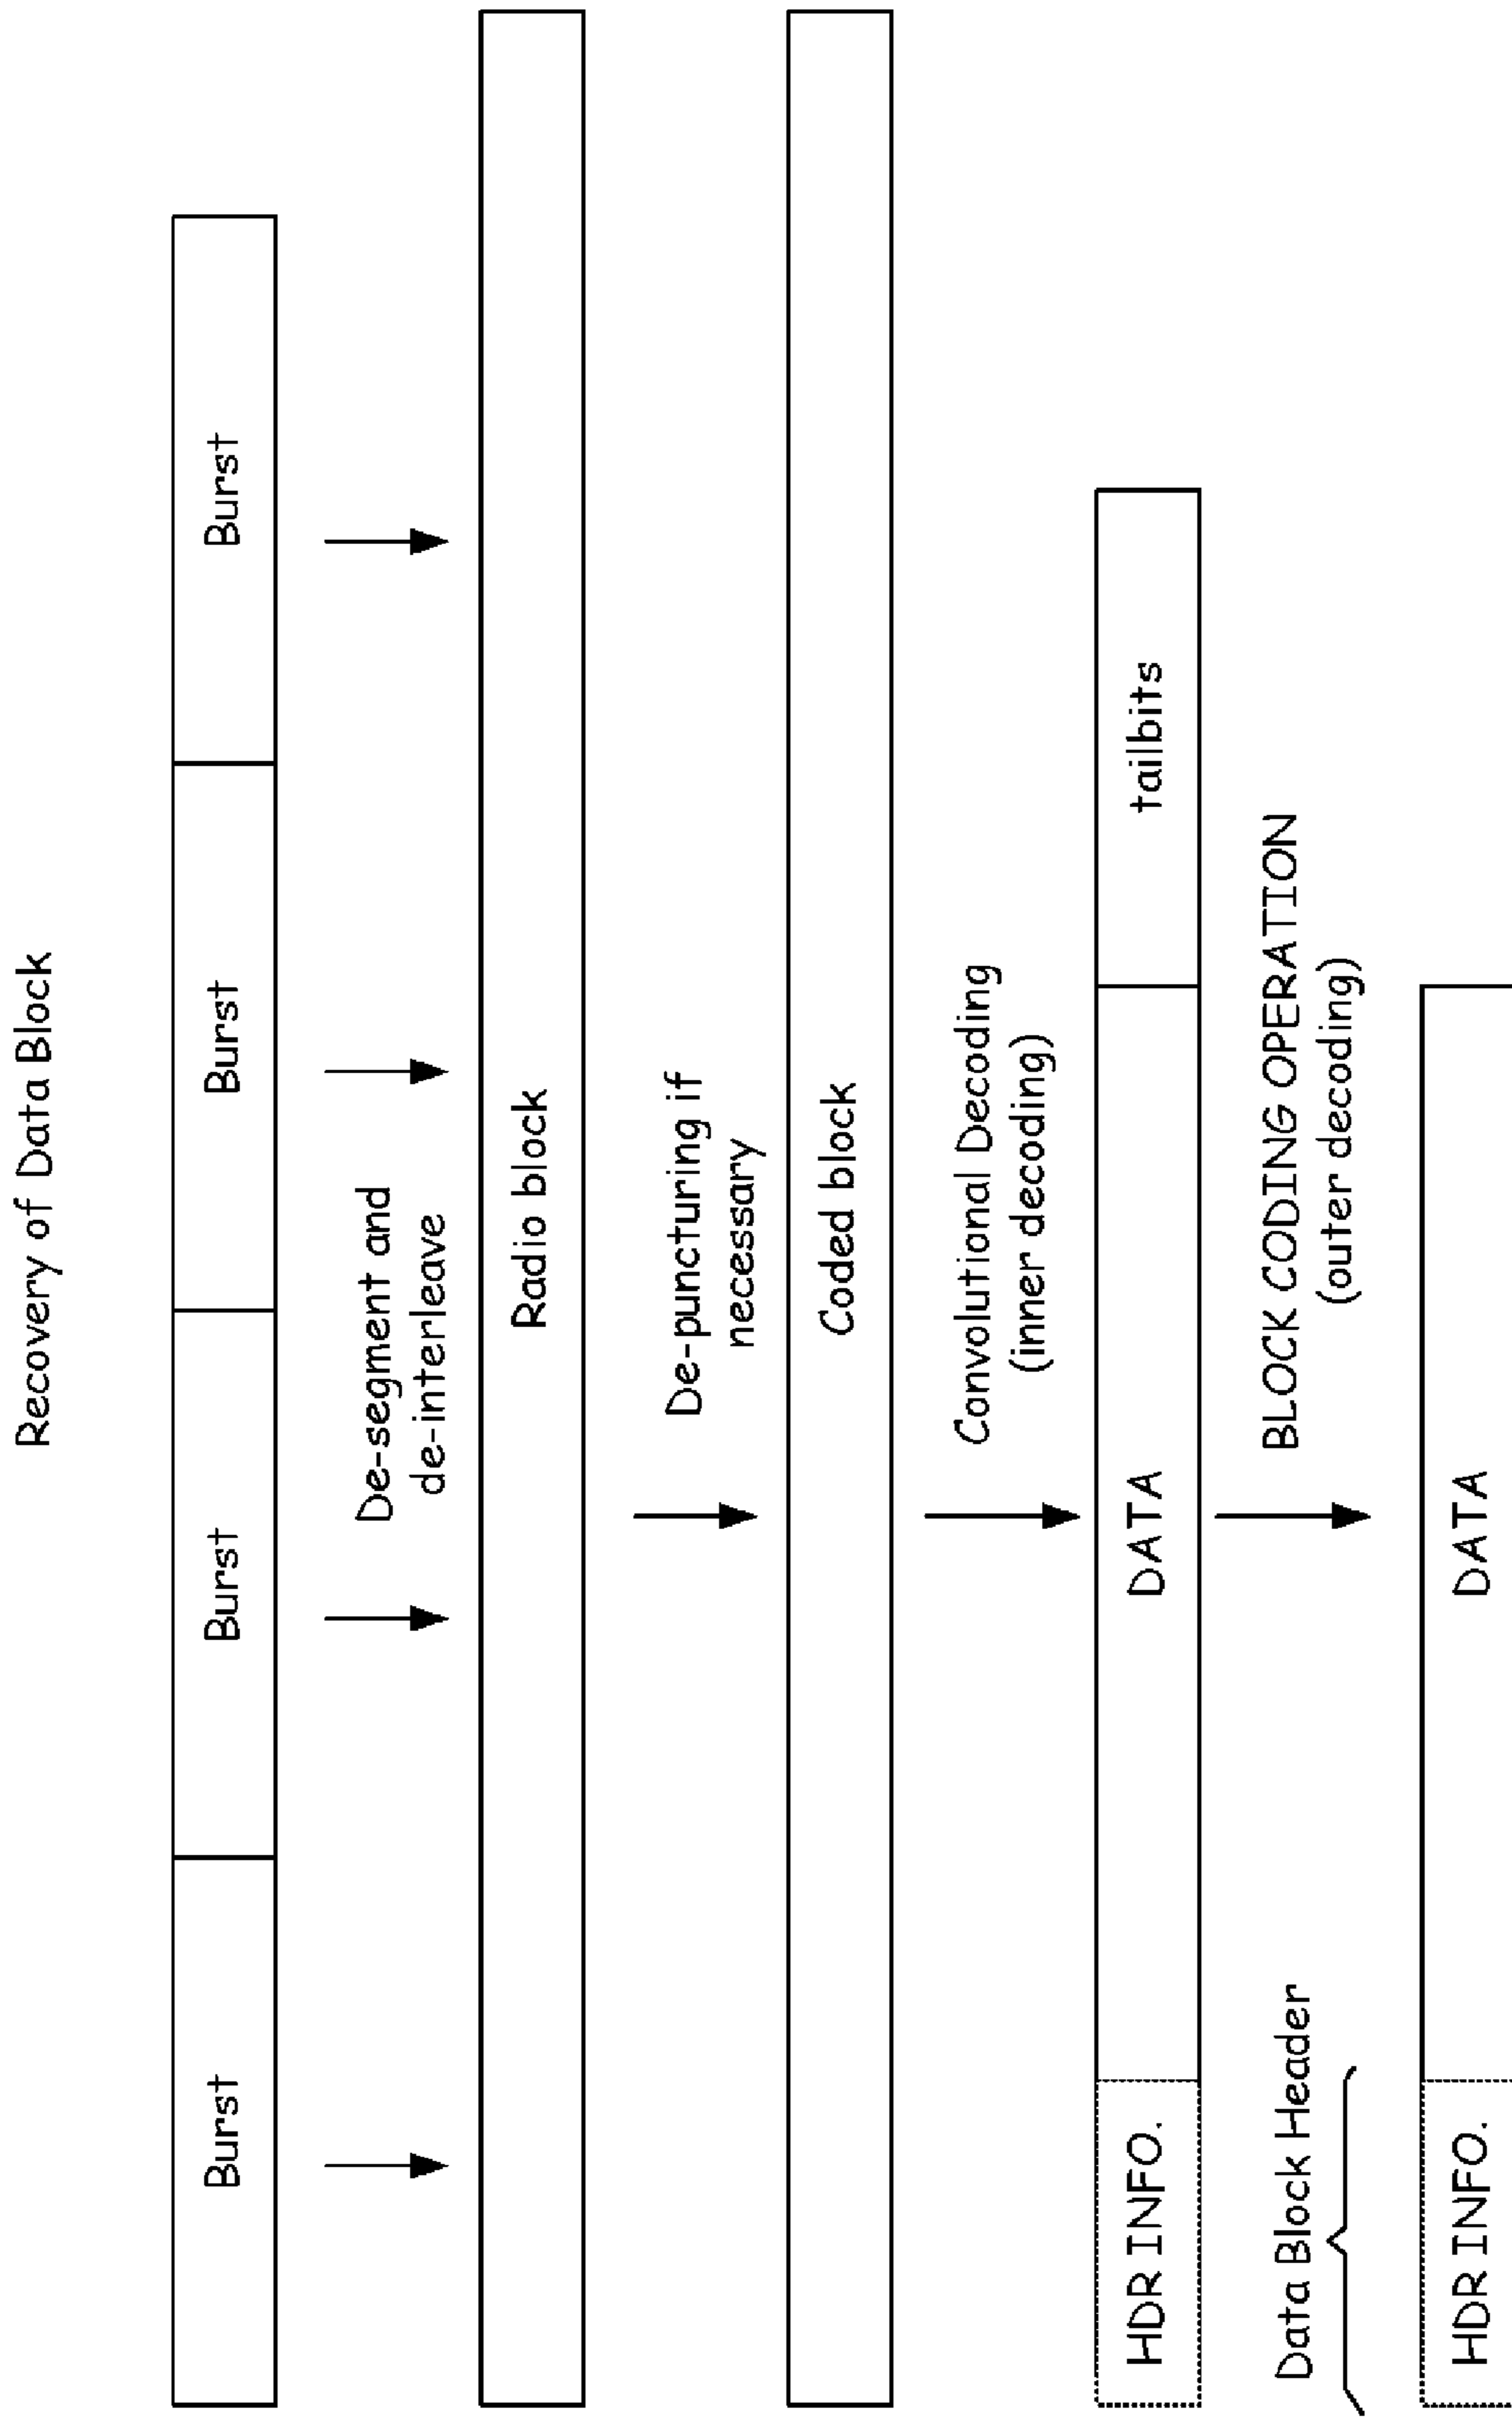 Recovery of Data Block
Burst Burst Burst Burst
De-segment and
de-interleave
Radio block
De-puncturing if
necessary
Coded block
Convolutional Decoding
(inner decoding)
HDR INFO. DATA tailbits
BLOCK CODING OPERATION
(outer decoding)
Data Block Header
HDR INFO. DATA